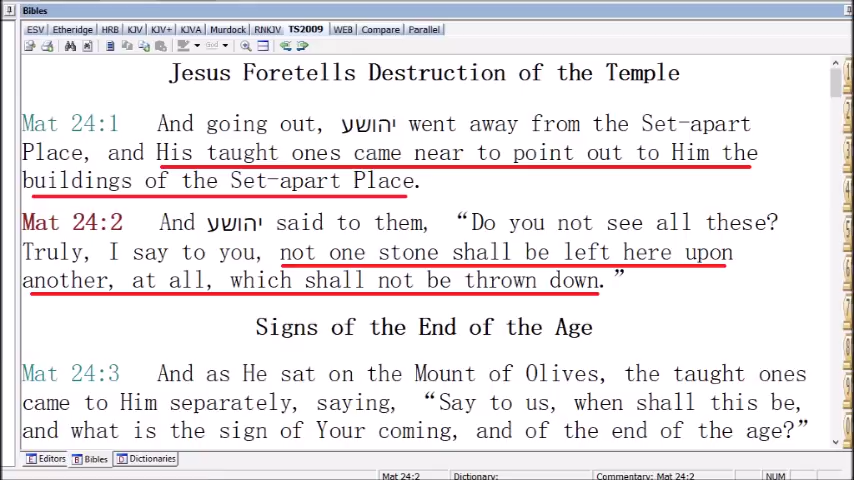 Bibles
ESV Etheridge HRB KJV KJV+ KJVA Murdock RNKJV TS2009 WEB Compare Parallel
Jesus Foretells Destruction of the Temple
Mat 24:1 And going out, יהושע went away from the Set-apart
Place, and His taught ones came near to point out to Him the
buildings of the Set-apart Place.
Mat 24:2 And יהושע said to them, “Do you not see all these?
Truly, I say to you, not one stone shall be left here upon
another, at all, which shall not be thrown down.”
Signs of the End of the Age
Mat 24:3 And as He sat on the Mount of Olives, the taught ones
came to Him separately, saying, “Say to us, when shall this be,
and what is the sign of Your coming, and of the end of the age?”
Editors Bibles Dictionaries
Mat 24:2 Dictionary: Commentary: Mat 24:2 NUM